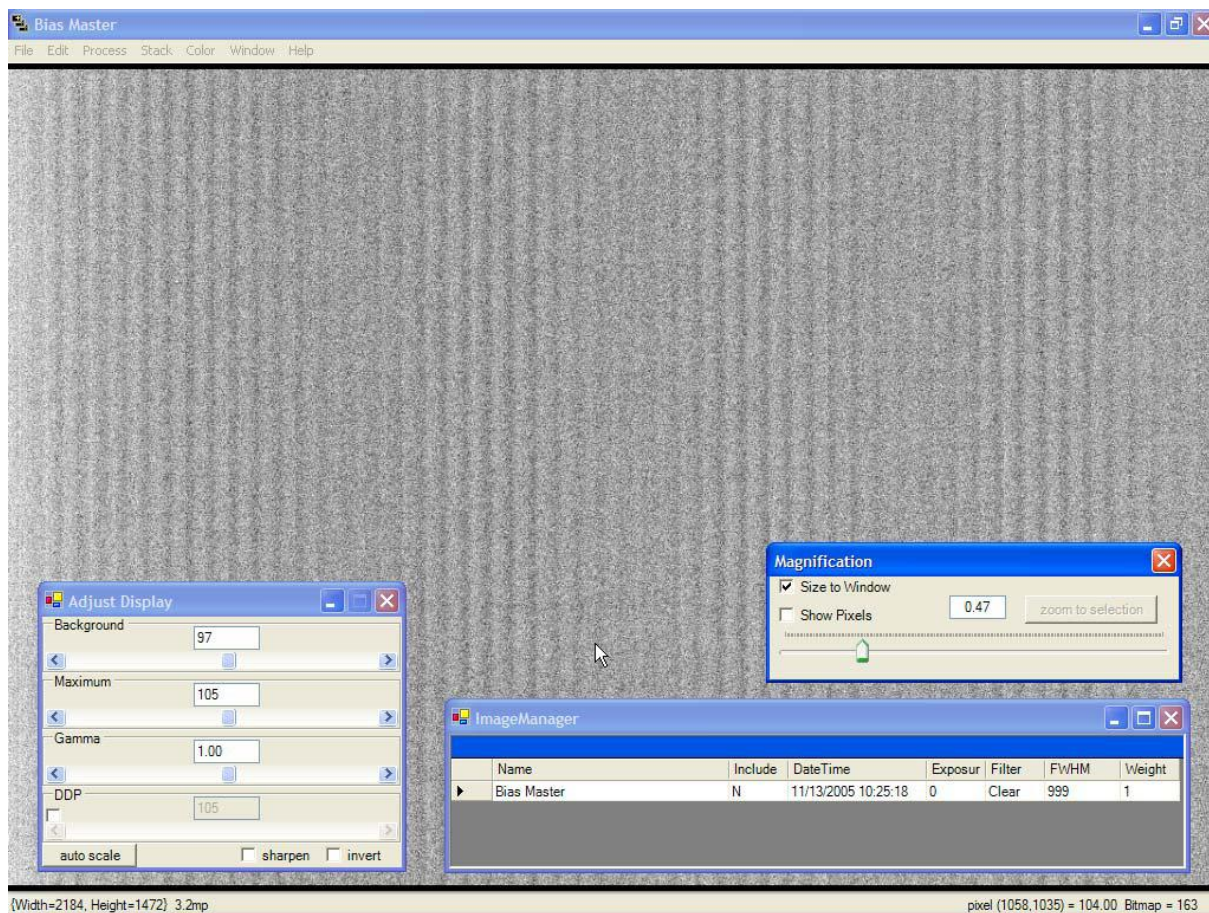 Bias Master
File Edit Process Stack Color Window Help
Magnification
Size to Window
Show Pixels 0.47 zoom to selection
Adjust Display
Background
97
Maximum
105
Gamma
1.00
DDP
105
auto scale sharpen invert
ImageManager
Name Include DateTime Exposur Filter FWHM Weight
Bias Master N 11/13/2005 10:25:18 0 Clear 999 1
{Width=2184, Height=1472} 3.2mp pixel (1058,1035) = 104.00 Bitmap = 163